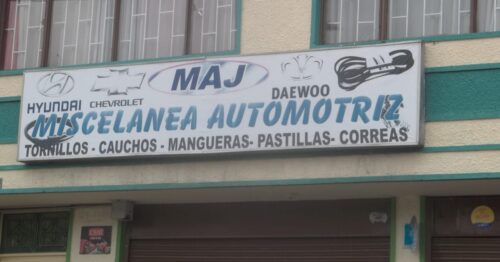 MAJ
HYUNDAI CHEVROLET DAEWOO
MISCELANEA AUTOMOTRIZ
TORNILLOS - CAUCHOS - MANGUERAS- PASTILLAS- CORREAS